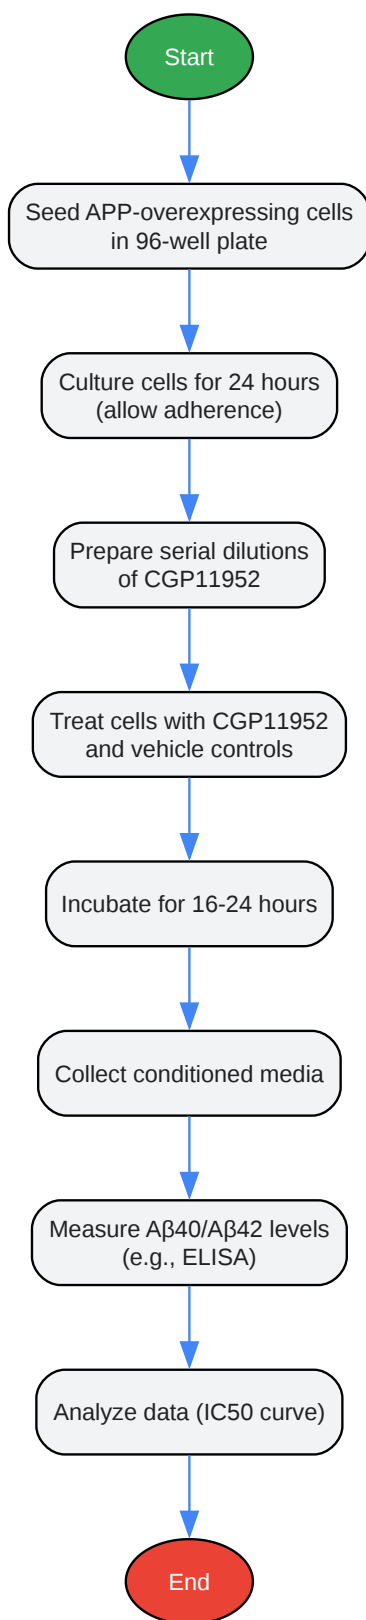 Start
Seed APP-overexpressing cells
in 96-well plate
Culture cells for 24 hours
(allow adherence)
Prepare serial dilutions
of CGP11952
Treat cells with CGP11952
and vehicle controls
Incubate for 16-24 hours
Collect conditioned media
Measure Aβ40/Aβ42 levels
(e.g., ELISA)
Analyze data (IC50 curve)
End